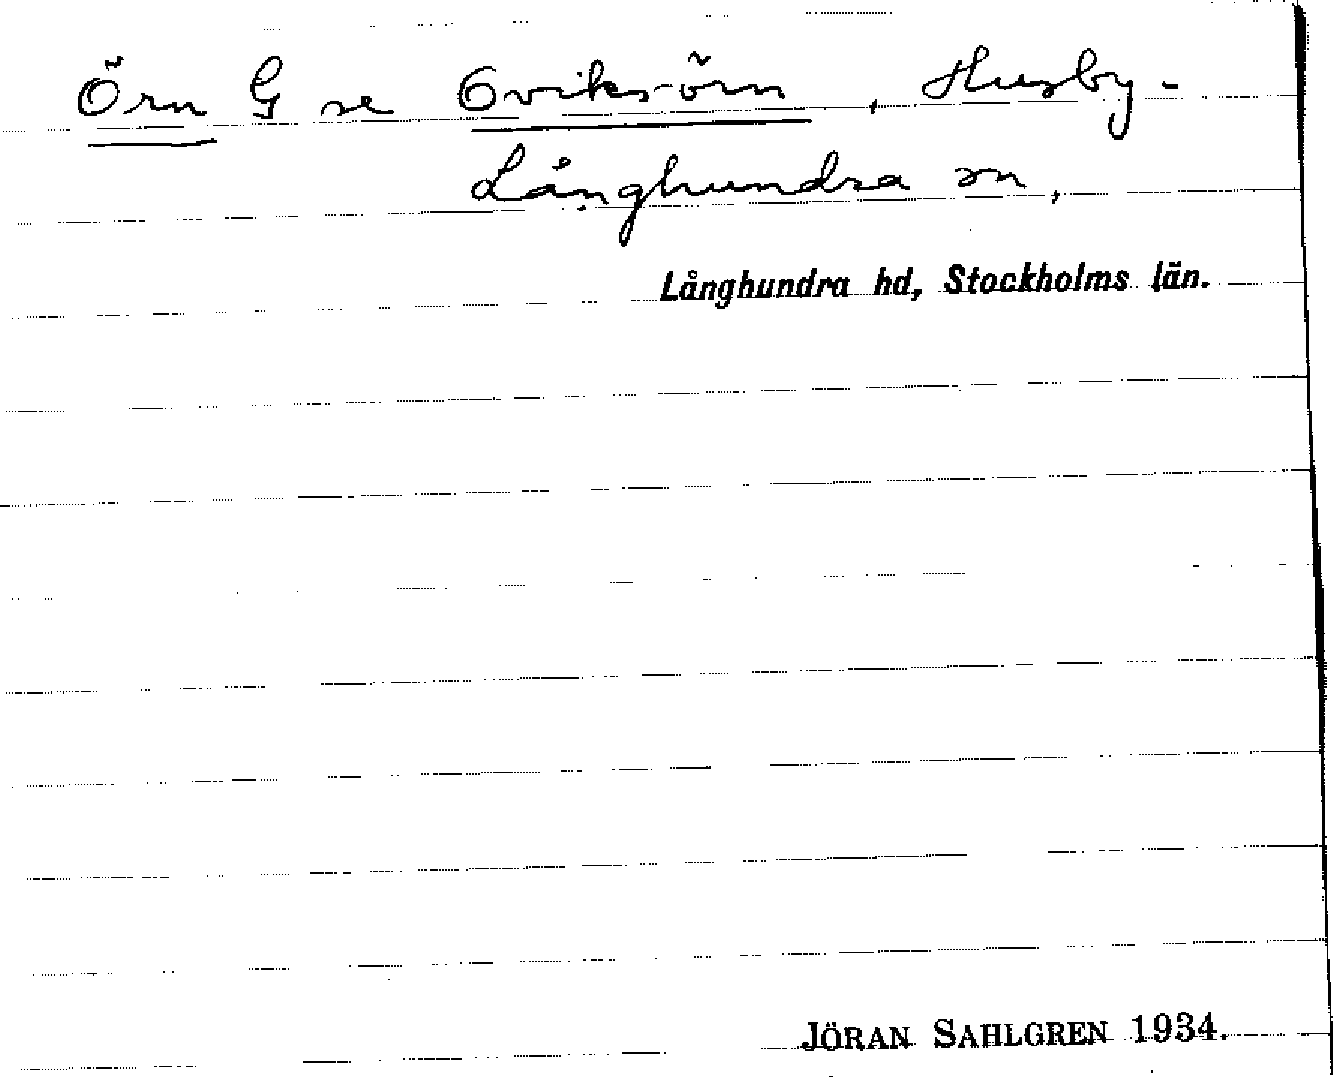 Örn G se Oviksörn, Husby-
Långhundra sn,
Långhundra hd, Stockholms län.
JÖRAN SAHLGREN 1934.